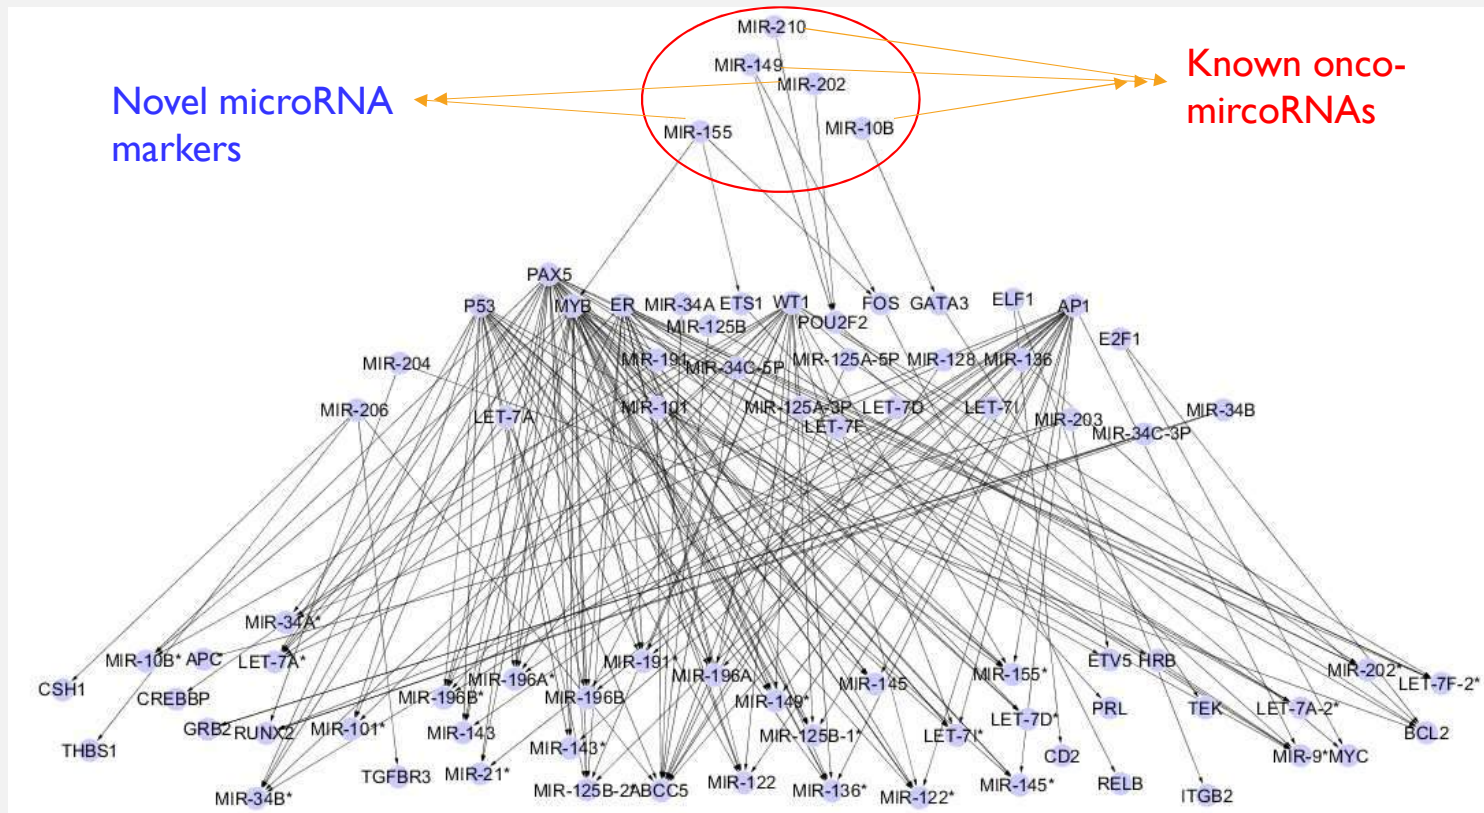 MIR-210
MIR-149
MIR-202
Known onco-
mircoRNAs
Novel microRNA
markers
MIR-155
MIR-10B
PAX5
P53
MYB
ER
MIR-34A
ETS1
WT1
FOS
GATA3
ELF1
AP1
MIR-125B
POU2F2
E2F1
MIR-204
MIR-191
MIR-34C-5P
MIR-125A-5P
MIR-128
MIR-136
MIR-206
LET-7A
MIR-101
MIR-125A-3P
LET-7D
LET-7I
MIR-34B
LET-7F
MIR-203
MIR-34C-3P
MIR-34A*
MIR-10B*
APC
LET-7A*
MIR-191*
ETV5
HRB
MIR-202*
CSH1
CREBBP
MIR-196B*
MIR-196A*
MIR-196B
MIR-196A
MIR-145
MIR-155*
LET-7F-2*
MIR-149*
GRB2
RUNX2
MIR-101*
MIR-143
LET-7D*
PRL
TEK
LET-7A-2*
THBS1
MIR-143*
MIR-125B-1*
LET-7I*
CD2
MIR-9*
MYC
BCL2
TGFBR3
MIR-21*
MIR-125B-2*
ABCC5
MIR-122
MIR-136*
MIR-122*
MIR-145*
RELB
ITGB2
MIR-34B*